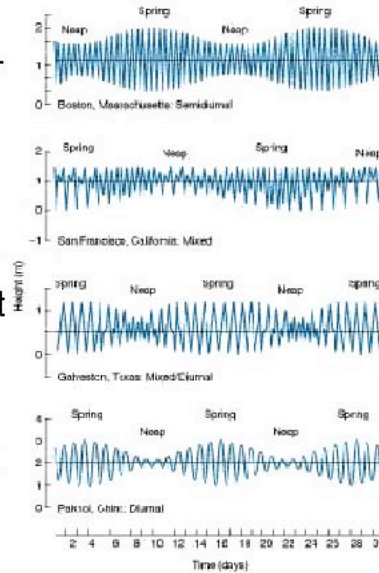 Spring Spring
Neap Neap
2
1
0
Boston, Massachusetts: Semidiurnal
Spring Neap Spring Neap
2
1
0
-1
San Francisco, California: Mixed
Height (m)
Spring Neap Spring Neap Spring
1
0
Galveston, Texas: Mixed/Diurnal
Spring Spring Spring
Neap Neap
4
3
2
1
0
China: Diurnal
2 4 6 8 10 12 14 16 18 20 22 24 26 28
Time (days)